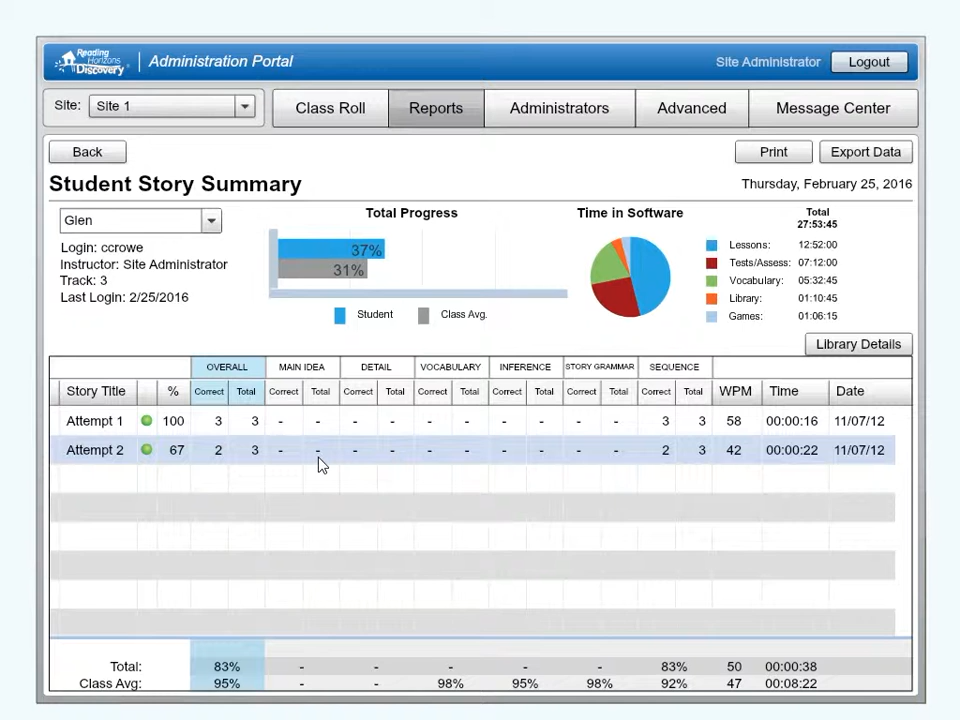 Reading Horizons Discovery
Administration Portal
Site Administrator
Logout
Site:
Site 1
Class Roll
Reports
Administrators
Advanced
Message Center
Back
Print
Export Data
Student Story Summary
Thursday, February 25, 2016
Glen
Login: ccrowe
Instructor: Site Administrator
Track: 3
Last Login: 2/25/2016
Total Progress
37%
31%
Student
Class Avg.
Time in Software
Total
27:53:45
Lessons: 12:52:00
Tests/Assess: 07:12:00
Vocabulary: 05:32:45
Library: 01:10:45
Games: 01:06:15
Library Details
OVERALL MAIN IDEA DETAIL VOCABULARY INFERENCE STORY GRAMMAR SEQUENCE
Story Title % Correct Total Correct Total Correct Total Correct Total Correct Total Correct Total Correct Total WPM Time Date
Attempt 1 100 3 3 - - - - - - - - - - 3 3 58 00:00:16 11/07/12
Attempt 2 67 2 3 - - - - - - - - - - 2 3 42 00:00:22 11/07/12
Total: 83% - - - - - 83% 50 00:00:38
Class Avg: 95% - - 98% 95% 98% 92% 47 00:08:22